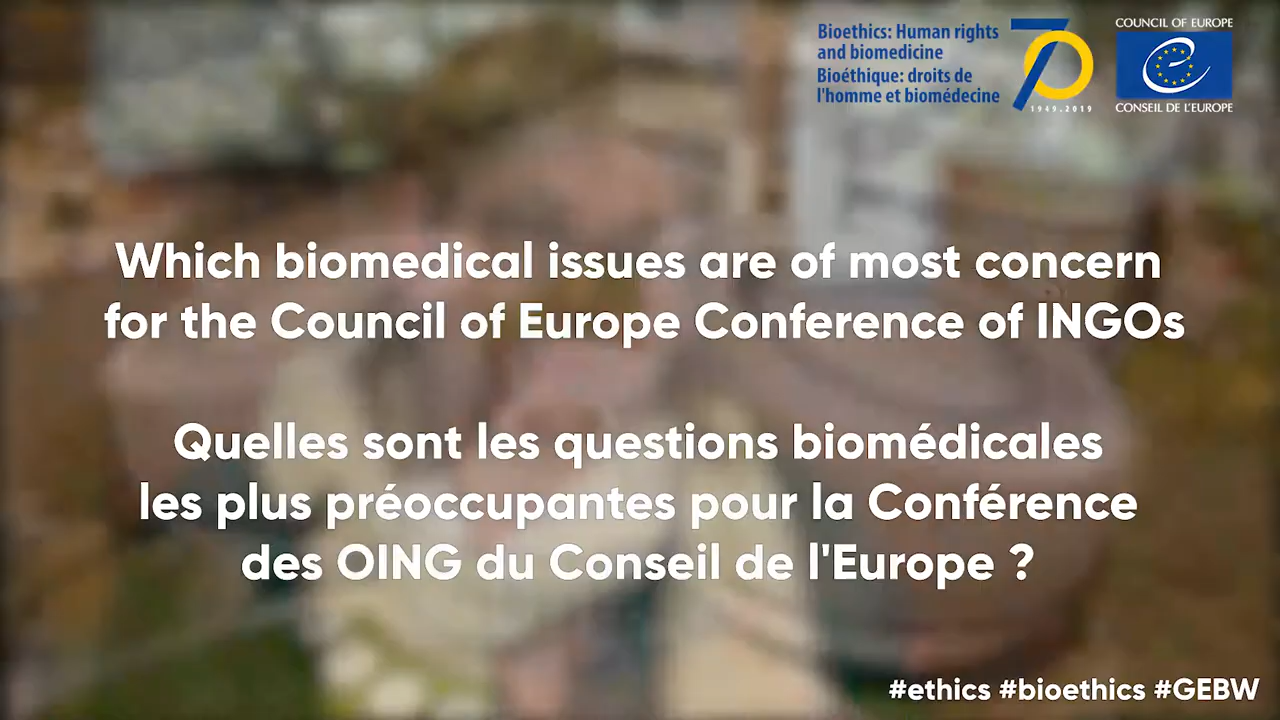 Bioethics: Human rights
and biomedicine
Bioéthique: droits de
l'homme et biomédecine
70
1949.2019
COUNCIL OF EUROPE
CONSEIL DE L'EUROPE
Which biomedical issues are of most concern
for the Council of Europe Conference of INGOs
Quelles sont les questions biomédicales
les plus préoccupantes pour la Conférence
des OING du Conseil de l'Europe ?
#ethics #bioethics #GEBW